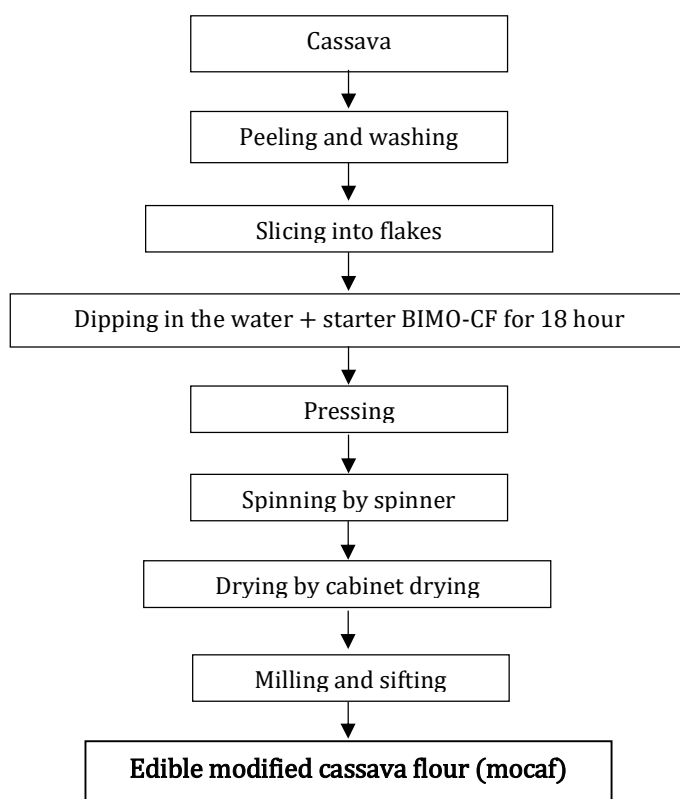 Cassava
Peeling and washing
Slicing into flakes
Dipping in the water + starter BIMO-CF for 18 hour
Pressing
Spinning by spinner
Drying by cabinet drying
Milling and sifting
Edible modified cassava flour (mocaf)